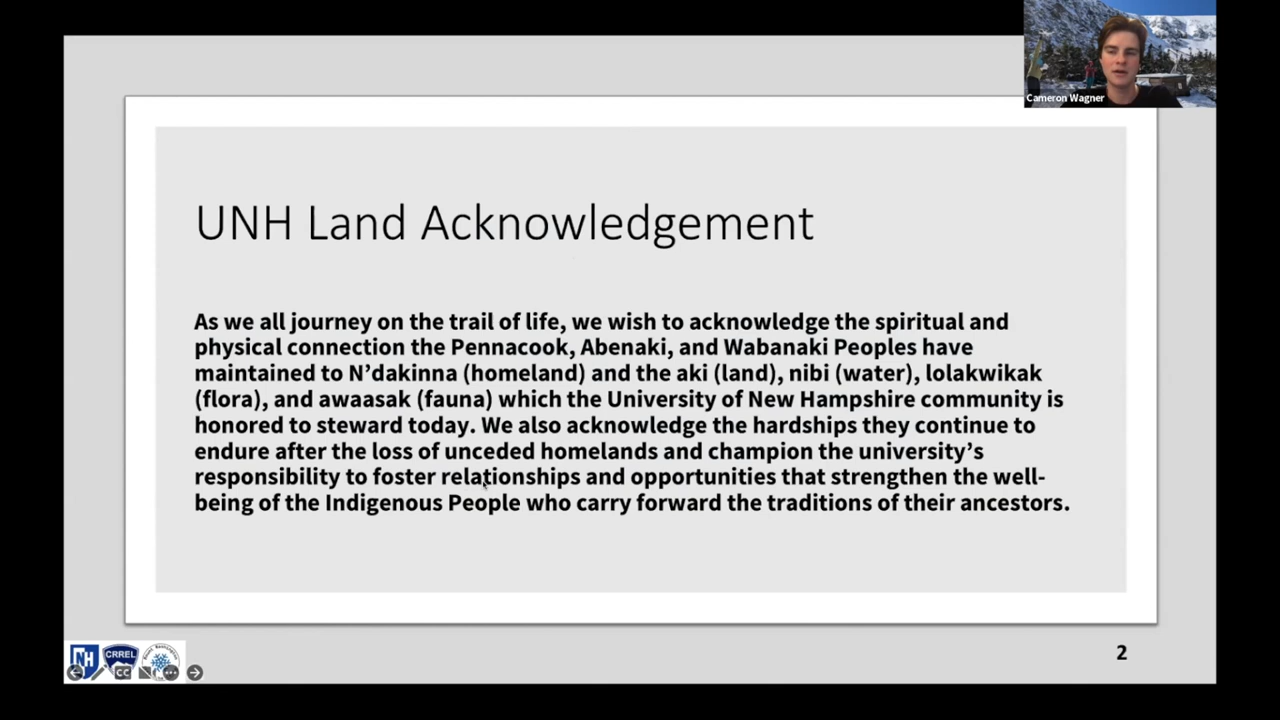 Cameron Wagner
UNH Land Acknowledgement
As we all journey on the trail of life, we wish to acknowledge the spiritual and
physical connection the Pennacook, Abenaki, and Wabanaki Peoples have
maintained to N’dakinna (homeland) and the aki (land), nibi (water), lolakwikak
(flora), and awaasak (fauna) which the University of New Hampshire community is
honored to steward today. We also acknowledge the hardships they continue to
endure after the loss of unceded homelands and champion the university’s
responsibility to foster relationships and opportunities that strengthen the well-
being of the Indigenous People who carry forward the traditions of their ancestors.
NH
CRREL
CC
2